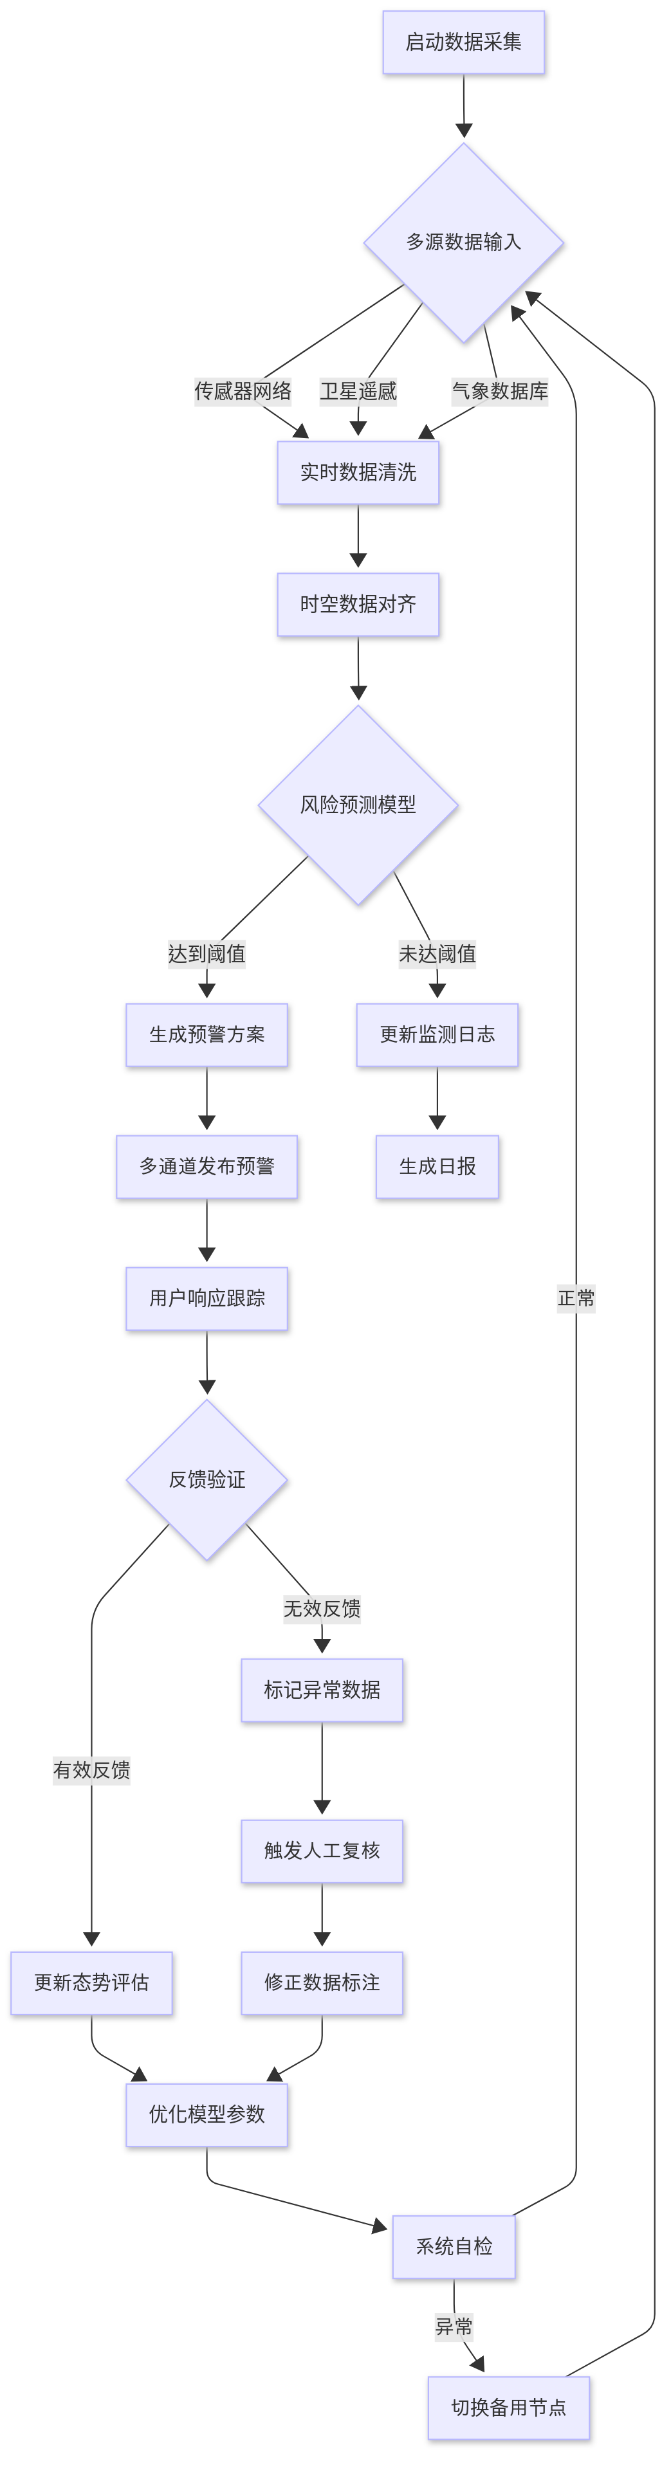 启动数据采集
多源数据输入
传感器网络
卫星遥感
气象数据库
实时数据清洗
时空数据对齐
风险预测模型
达到阈值
未达阈值
生成预警方案
更新监测日志
多通道发布预警
生成日报
用户响应跟踪
正常
反馈验证
无效反馈
标记异常数据
有效反馈
触发人工复核
更新态势评估
修正数据标注
优化模型参数
系统自检
异常
切换备用节点